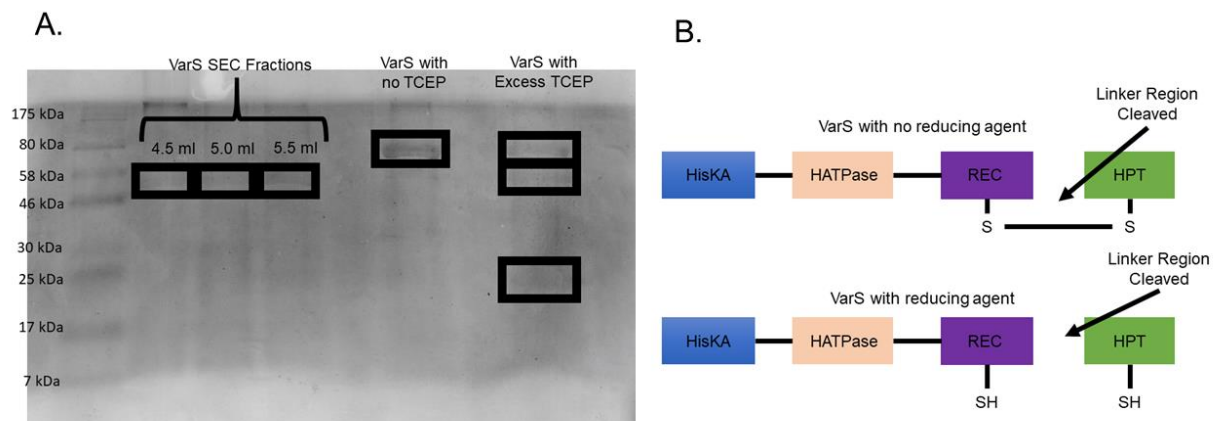 A.
VarS SEC Fractions
VarS with
no TCEP
VarS with
Excess TCEP
175 kDa
80 kDa
58 kDa
46 kDa
30 kDa
25 kDa
17 kDa
7 kDa
4.5 ml
5.0 ml
5.5 ml
B.
Linker Region
Cleaved
VarS with no reducing agent
HisKA
HATPase
REC
HPT
S
S
Linker Region
Cleaved
VarS with reducing agent
HisKA
HATPase
REC
HPT
SH
SH